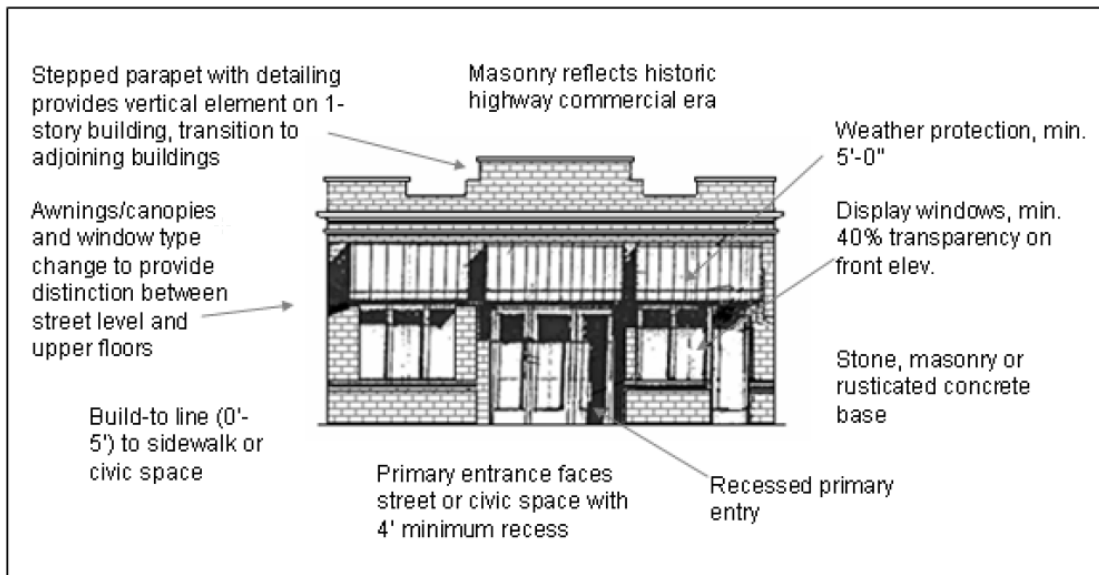 Stepped parapet with detailing
provides vertical element on 1-
story building, transition to
adjoining buildings
Masonry reflects historic
highway commercial era
Weather protection, min.
5'-0"
Awnings/canopies
and window type
change to provide
distinction between
street level and
upper floors
Display windows, min.
40% transparency on
front elev.
Stone, masonry or
rusticated concrete
base
Build-to line (0'-
5') to sidewalk or
civic space
Primary entrance faces
street or civic space with
4' minimum recess
Recessed primary
entry